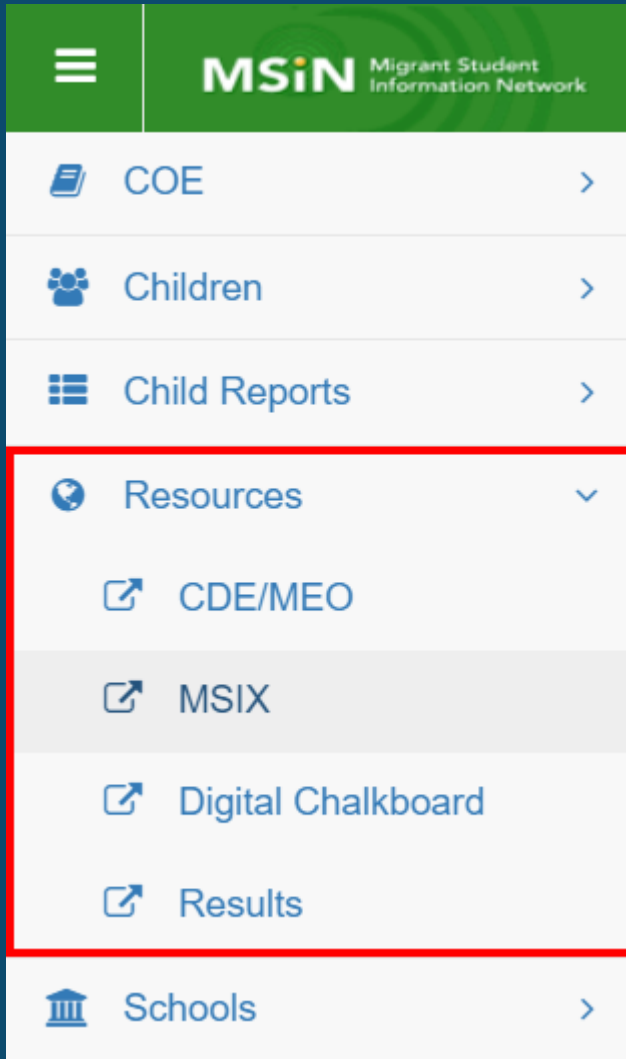 MSiN Migrant Student
Information Network
COE
Children
Child Reports
Resources
CDE/MEO
MSIX
Digital Chalkboard
Results
Schools